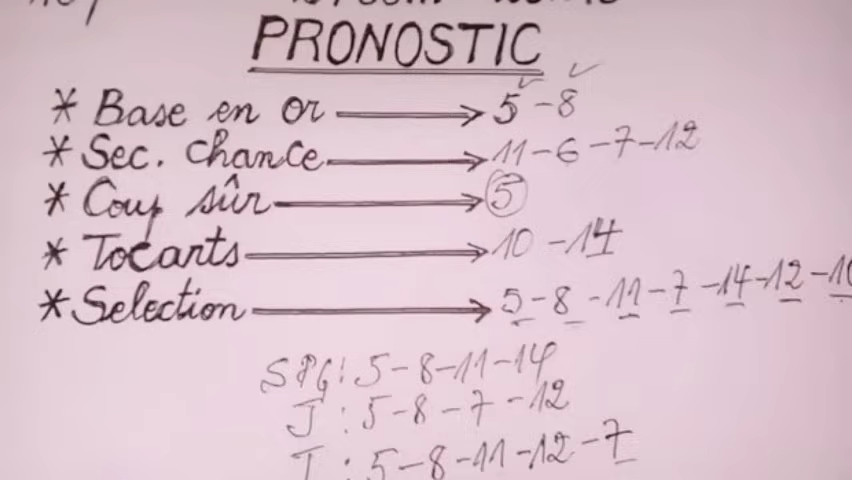 PRONOSTIC
* Base en or → 5 - 8
* Sec. chance → 11 - 6 - 7 - 12
* Coup sûr → 5
* Tocarts → 10 - 14
* Selection → 5 - 8 - 11 - 7 - 14 - 12 - 10
SPG: 5 - 8 - 11 - 14
J : 5 - 8 - 7 - 12
T : 5 - 8 - 11 - 12 - 7